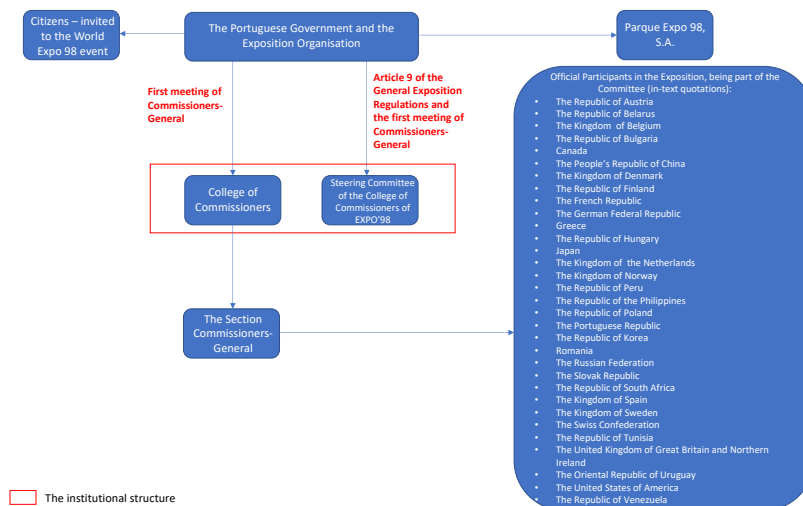 Citizens – invited
to the World
Expo 98 event
The Portuguese Government and the
Exposition Organisation
Parque Expo 98,
S.A.
First meeting of
Commissioners-
General
Article 9 of the
General Exposition
Regulations and
the first meeting of
Commissioners-
General
College of
Commissioners
Steering Committee
of the College of
Commissioners of
EXPO'98
The Section
Commissioners-
General
Official Participants in the Exposition, being part of the
Committee (in-text quotations):
• The Republic of Austria
• The Republic of Belarus
• The Kingdom of Belgium
• The Republic of Bulgaria
• Canada
• The People's Republic of China
• The Kingdom of Denmark
• The Republic of Finland
• The French Republic
• The German Federal Republic
• Greece
• The Republic of Hungary
• Japan
• The Kingdom of the Netherlands
• The Kingdom of Norway
• The Republic of Peru
• The Republic of the Philippines
• The Republic of Poland
• The Portuguese Republic
• The Republic of Korea
• Romania
• The Russian Federation
• The Slovak Republic
• The Republic of South Africa
• The Kingdom of Spain
• The Kingdom of Sweden
• The Swiss Confederation
• The Republic of Tunisia
• The United Kingdom of Great Britain and Northern
Ireland
• The Oriental Republic of Uruguay
• The United States of America
• The Republic of Venezuela
The institutional structure